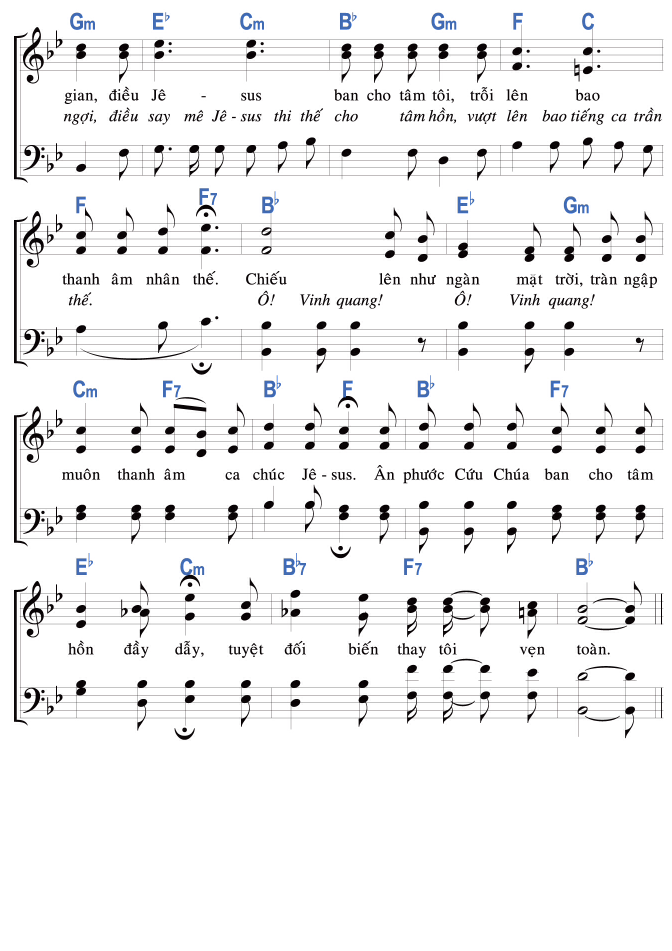 Gm E♭ Cm B♭ Gm F C
gian, điều Jê - sus ban cho tâm tôi, trỗi lên bao
ngợi, điều say mê Jê - sus thi thế cho tâm hồn, vượt lên bao tiếng ca trần
F F7 B♭ E♭ Gm
thanh âm nhân thế. Chiếu lên như ngàn mặt trời, tràn ngập
thế. Ô! Vinh quang! Ô! Vinh quang!
Cm F7 B♭ F B♭ F7
muôn thanh âm ca chúc Jê - sus. Ân phước Cứu Chúa ban cho tâm
E♭ Cm B♭7 F7 B♭
hồn đầy dẫy, tuyệt đối biến thay tôi vẹn toàn.